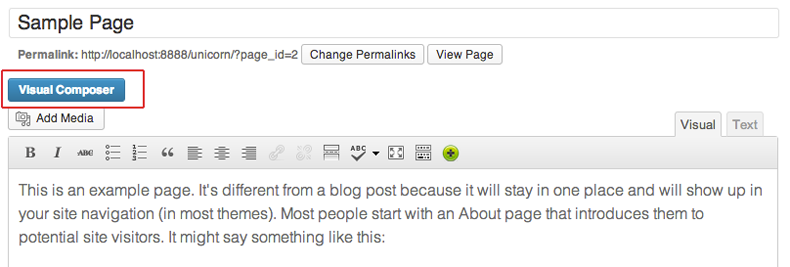 Sample Page
Permalink: http://localhost:8888/unicorn/?page_id=2 Change Permalinks View Page
Visual Composer
Add Media
Visual Text
B I ABC ABC
This is an example page. It's different from a blog post because it will stay in one place and will show up in
your site navigation (in most themes). Most people start with an About page that introduces them to
potential site visitors. It might say something like this: